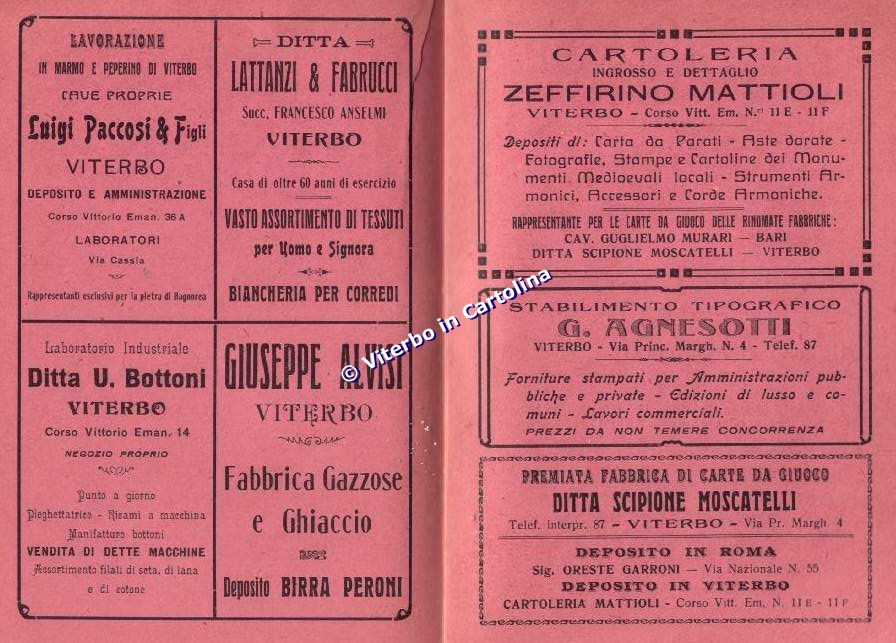 LAVORAZIONE
IN MARMO E PEPERINO DI VITERBO
CAVE PROPRIE
Luigi Paccosi & Figli
VITERBO
DEPOSITO E AMMINISTRAZIONE
Corso Vittorio Eman. 36 A
LABORATORI
Via Cassia
Rappresentanti esclusivi per la pietra di Bagnorea
DITTA
LATTANZI & FABRUCCI
Succ. FRANCESCO ANSELMI
VITERBO
Casa di oltre 60 anni di esercizio
VASTO ASSORTIMENTO DI TESSUTI
per Uomo e Signora
BIANCHERIA PER CORREDI
Laboratorio Industriale
Ditta U. Bottoni
VITERBO
Corso Vittorio Eman. 14
NEGOZIO PROPRIO
Punto a giorno
Pieghettatrice - Ricami a macchina
Manifatture bottoni
VENDITA DI DETTE MACCHINE
Assortimento filati di seta, di lana
e di cotone
GIUSEPPE ALVISI
VITERBO
Fabbrica Gazzose
e Ghiaccio
Deposito BIRRA PERONI
CARTOLERIA
INGROSSO E DETTAGLIO
ZEFFIRINO MATTIOLI
VITERBO - Corso Vitt. Em. N.ri 11 E - 11 F
Depositi di: Carta da Parati - Aste dorate -
Fotografie, Stampe e Cartoline dei Monu-
menti Medioevali locali - Strumenti Ar-
monici, Accessori e Corde Armoniche.
RAPPRESENTANTE PER LE CARTE DA GIUOCO DELLE RINOMATE FABBRICHE:
CAV. GUGLIELMO MURARI — BARI
DITTA SCIPIONE MOSCATELLI — VITERBO
STABILIMENTO TIPOGRAFICO
G. AGNESOTTI
VITERBO - Via Princ. Margh. N. 4 - Telef. 87
Forniture stampati per Amministrazioni pub-
bliche e private - Edizioni di lusso e co-
muni - Lavori commerciali.
PREZZI DA NON TEMERE CONCORRENZA
PREMIATA FABBRICA DI CARTE DA GIUOCO
DITTA SCIPIONE MOSCATELLI
Telef. interpr. 87 - VITERBO - Via Pr. Margh. 4
DEPOSITO IN ROMA
Sig. ORESTE GARRONI — Via Nazionale N. 55
DEPOSITO IN VITERBO
CARTOLERIA MATTIOLI - Corso Vitt. Em. N. 11 E - 11 F
© Viterbo in Cartolina